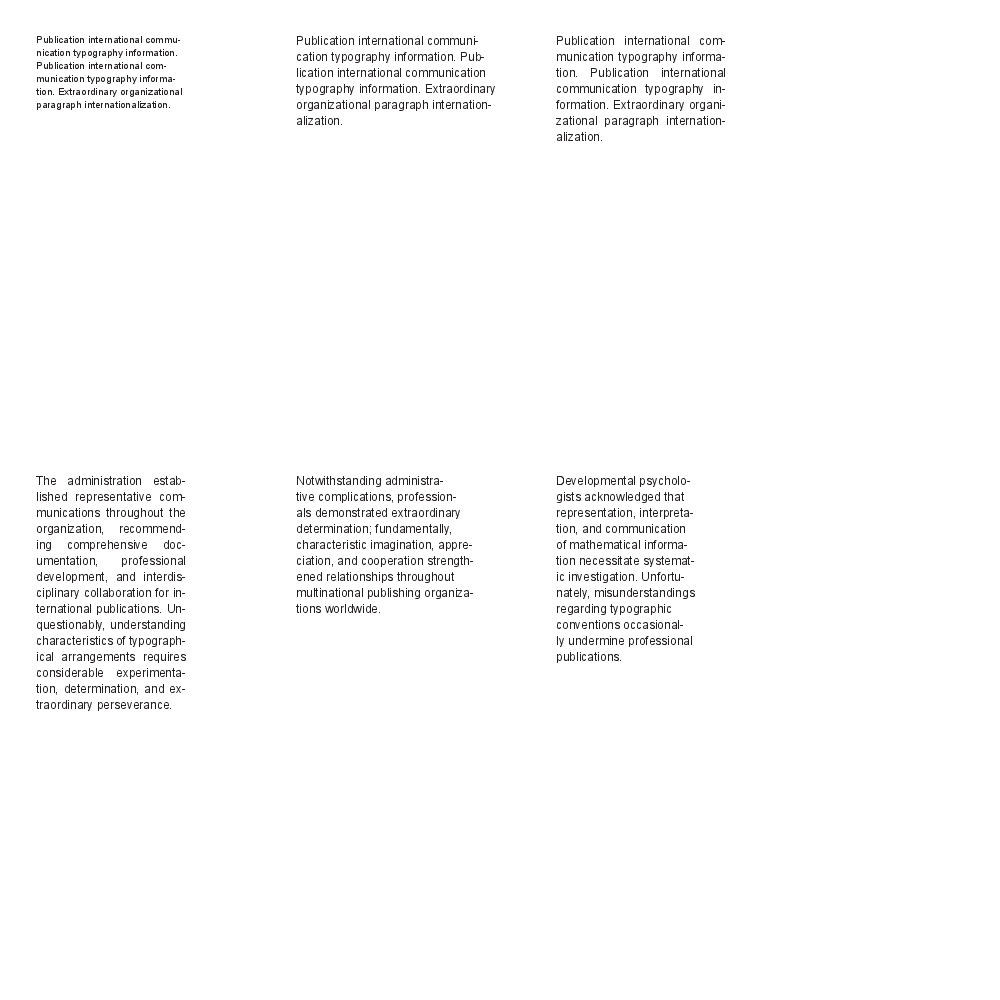 Publication international commu-
nication typography information.
Publication international com-
munication typography informa-
tion. Extraordinary organizational
paragraph internationalization.
Publication international communi-
cation typography information. Pub-
lication international communication
typography information. Extraordinary
organizational paragraph internation-
alization.
Publication international com-
munication typography informa-
tion. Publication international
communication typography in-
formation. Extraordinary organi-
zational paragraph internation-
alization.
The administration estab-
lished representative com-
munications throughout the
organization, recommend-
ing comprehensive doc-
umentation, professional
development, and interdis-
ciplinary collaboration for in-
ternational publications. Un-
questionably, understanding
characteristics of typograph-
ical arrangements requires
considerable experimenta-
tion, determination, and ex-
traordinary perseverance.
Notwithstanding administra-
tive complications, profession-
als demonstrated extraordinary
determination; fundamentally,
characteristic imagination, appre-
ciation, and cooperation strength-
ened relationships throughout
multinational publishing organiza-
tions worldwide.
Developmental psycholo-
gists acknowledged that
representation, interpreta-
tion, and communication
of mathematical informa-
tion necessitate systemat-
ic investigation. Unfortu-
nately, misunderstandings
regarding typographic
conventions occasional-
ly undermine professional
publications.